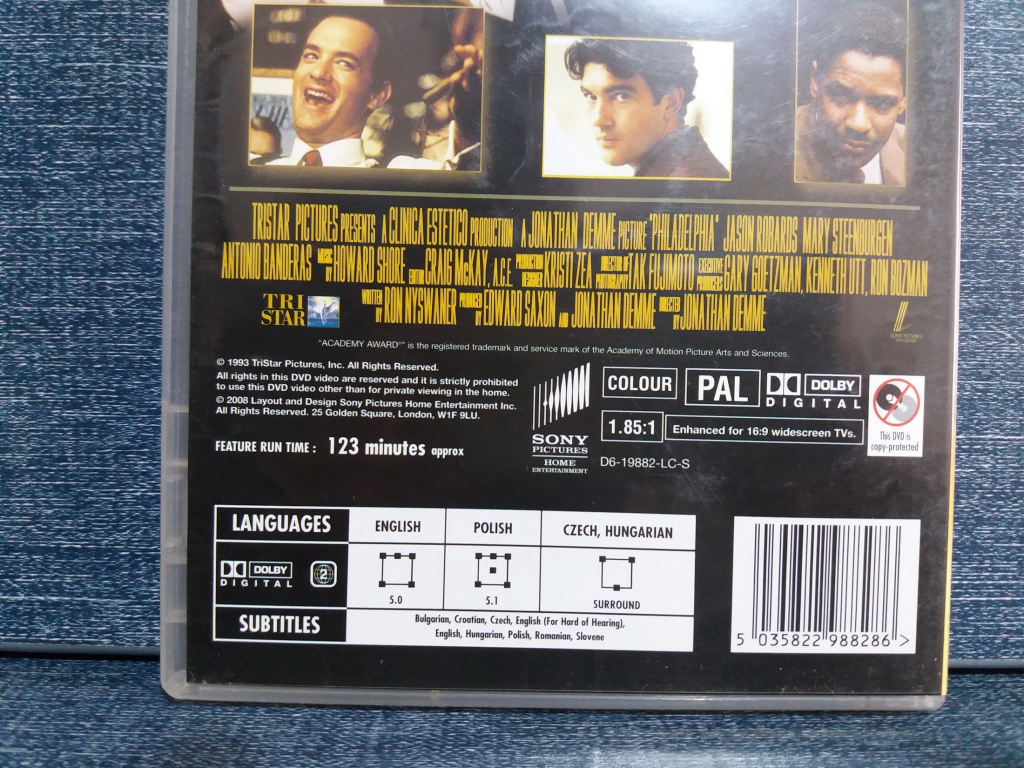 TRISTAR PICTURES PRESENTS A CLINICA ESTETICO PRODUCTION A JONATHAN DEMME PICTURE "PHILADELPHIA" JASON ROBARDS MARY STEENBURGEN
ANTONIO BANDERAS MUSIC BY HOWARD SHORE EDITOR CRAIG McKAY, A.C.E. PRODUCTION DESIGNER KRISTI ZEA DIRECTOR OF PHOTOGRAPHY TAK FUJIMOTO EXECUTIVE PRODUCERS GARY GOETZMAN, KENNETH UTT, RON BOZMAN
TRI STAR WRITTEN BY RON NYSWANER PRODUCED BY EDWARD SAXON AND JONATHAN DEMME DIRECTED BY JONATHAN DEMME
"ACADEMY AWARD®" is the registered trademark and service mark of the Academy of Motion Picture Arts and Sciences.
© 1993 TriStar Pictures, Inc. All Rights Reserved.
All rights in this DVD video are reserved and it is strictly prohibited
to use this DVD video other than for private viewing in the home.
© 2008 Layout and Design Sony Pictures Home Entertainment Inc.
All Rights Reserved. 25 Golden Square, London, W1F 9LU.
FEATURE RUN TIME : 123 minutes approx
SONY
PICTURES
HOME
ENTERTAINMENT
COLOUR PAL DOLBY
DIGITAL
1.85:1 Enhanced for 16:9 widescreen TVs.
D6-19882-LC-S
This DVD is
copy-protected
LANGUAGES ENGLISH POLISH CZECH, HUNGARIAN
DOLBY
DIGITAL 2
5.0 5.1 SURROUND
SUBTITLES Bulgarian, Croatian, Czech, English (For Hard of Hearing),
English, Hungarian, Polish, Romanian, Slovene
5 035822 988286 >